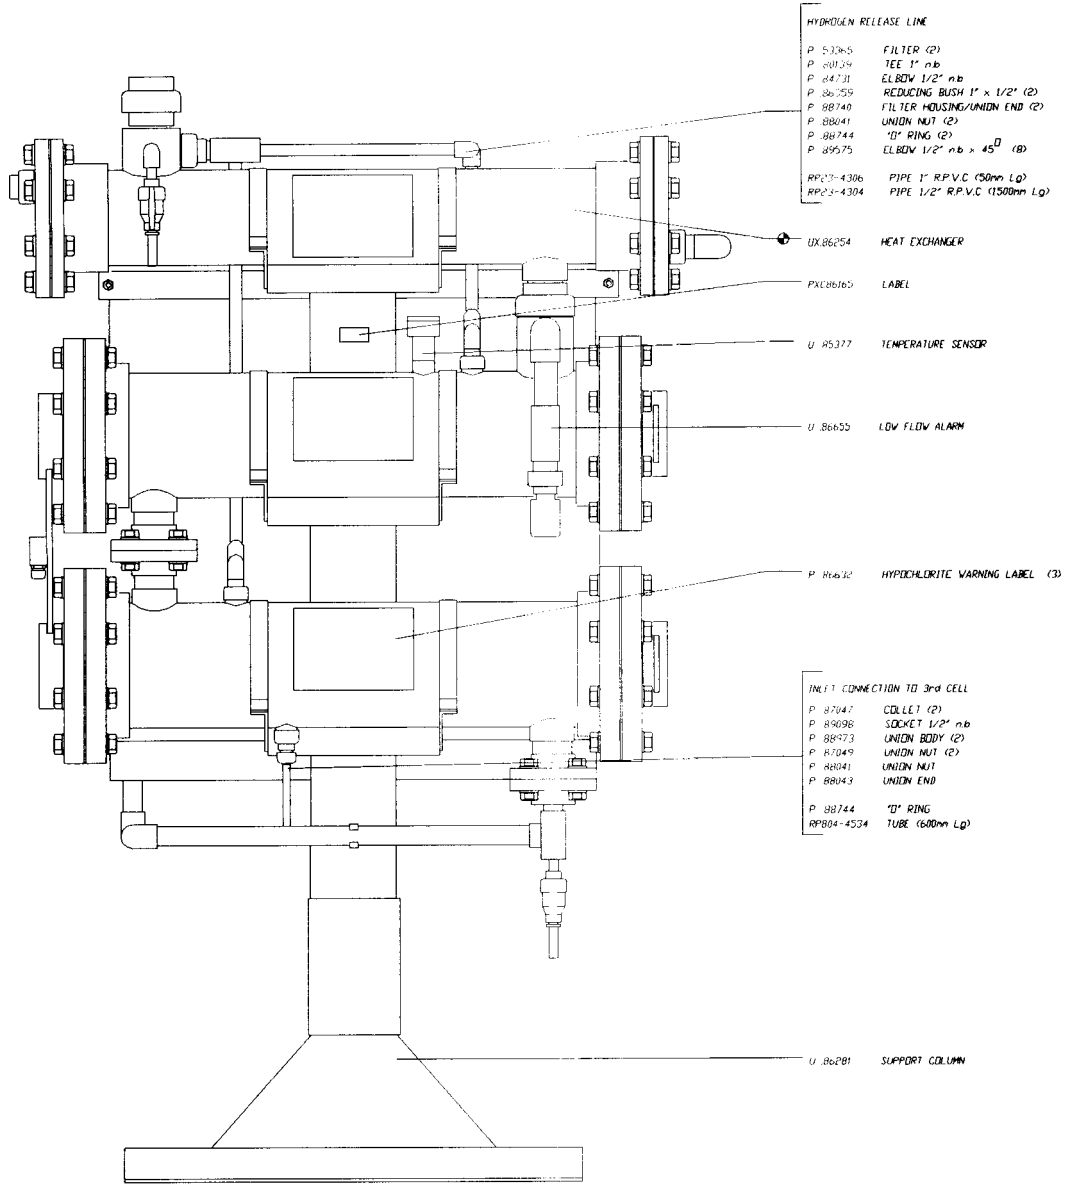 HYDROGEN RELEASE LINE
P 53365 FILTER (2)
P 80139 TEE 1" n.b
P 84731 ELBOW 1/2" n.b
P .86359 REDUCING BUSH 1" x 1/2" (2)
P 88740 FILTER HOUSING/UNION END (2)
P .88041 UNION NUT (2)
P .88744 "O" RING (2)
P 89575 ELBOW 1/2" n.b x 45° (8)
RP23-4306 PIPE 1" R.P.V.C (50mm Lg)
RP23-4304 PIPE 1/2" R.P.V.C (1500mm Lg)
UX.86254 HEAT EXCHANGER
PXC86165 LABEL
U .85377 TEMPERATURE SENSOR
U .86655 LOW FLOW ALARM
P 86632 HYPOCHLORITE WARNING LABEL (3)
INLET CONNECTION TO 3rd CELL
P 87047 COLLET (2)
P 89098 SOCKET 1/2" n.b
P 88973 UNION BODY (2)
P 87049 UNION NUT (2)
P 88041 UNION NUT
P 88043 UNION END
P 88744 "O" RING
RP804-4534 TUBE (600mm Lg)
U .86281 SUPPORT COLUMN